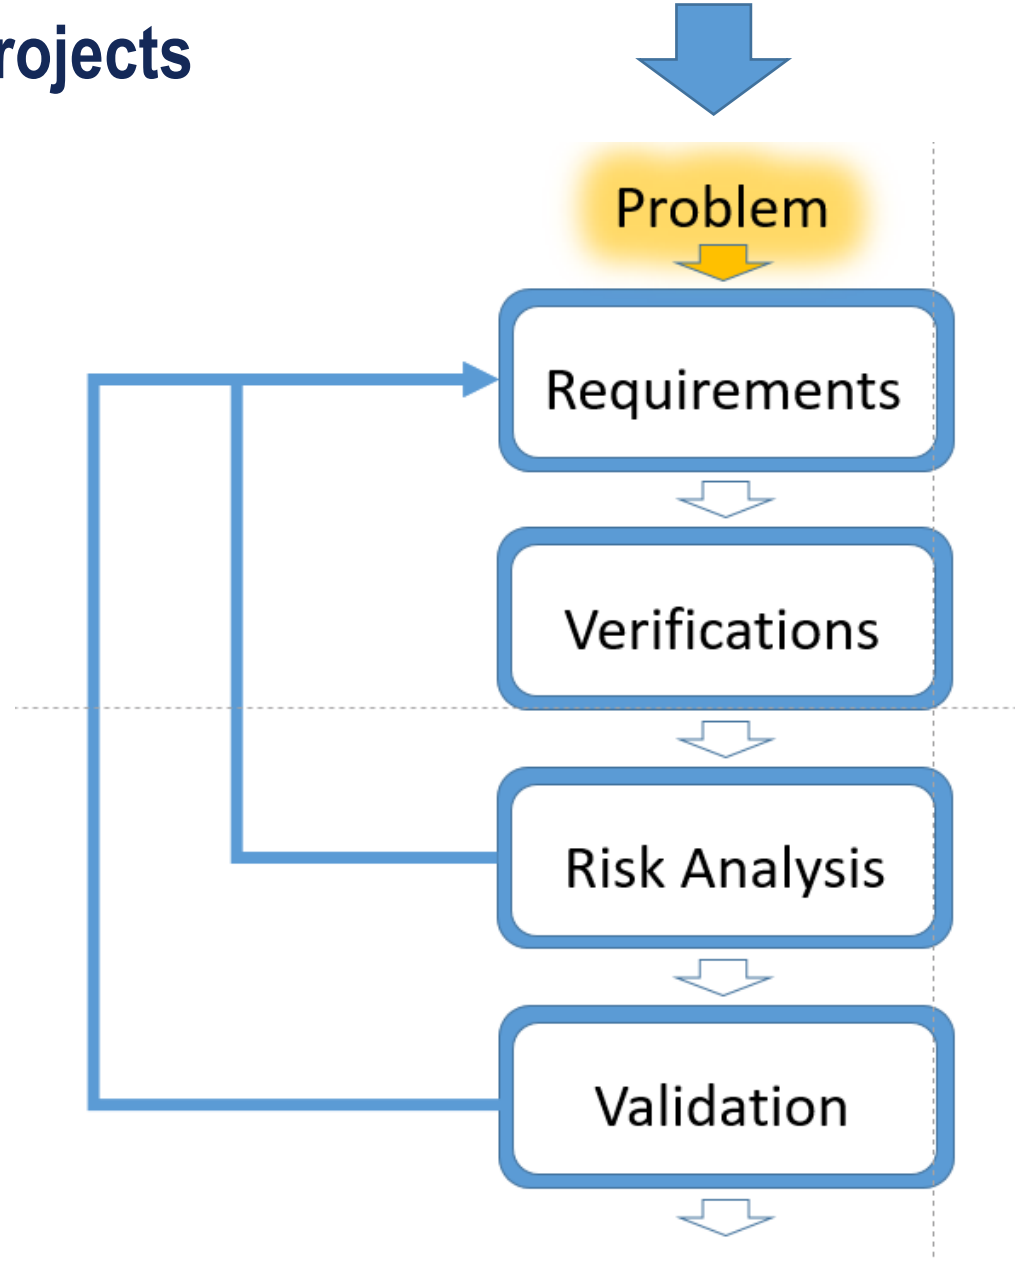 rojects
Problem
Requirements
Verifications
Risk Analysis
Validation